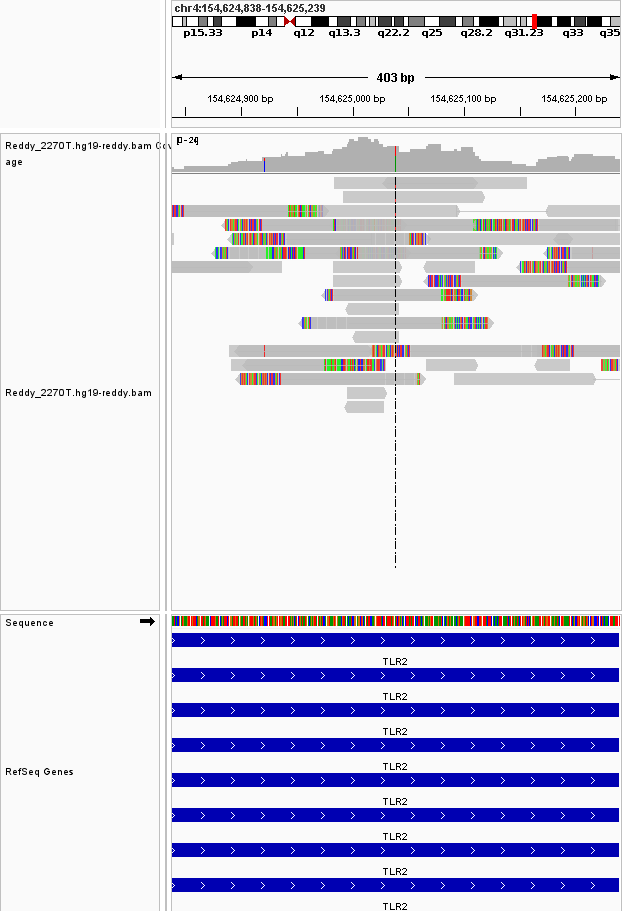 chr4:154,624,838-154,625,239
p15.33 p14 q12 q13.3 q22.2 q25 q28.2 q31.23 q33 q35
403 bp
154,624,900 bp 154,625,000 bp 154,625,100 bp 154,625,200 bp
Reddy_2270T.hg19-reddy.bam Cov
age
[0-24]
Reddy_2270T.hg19-reddy.bam
Sequence
TLR2
TLR2
TLR2
TLR2
RefSeq Genes
TLR2
TLR2
TLR2
TLR2